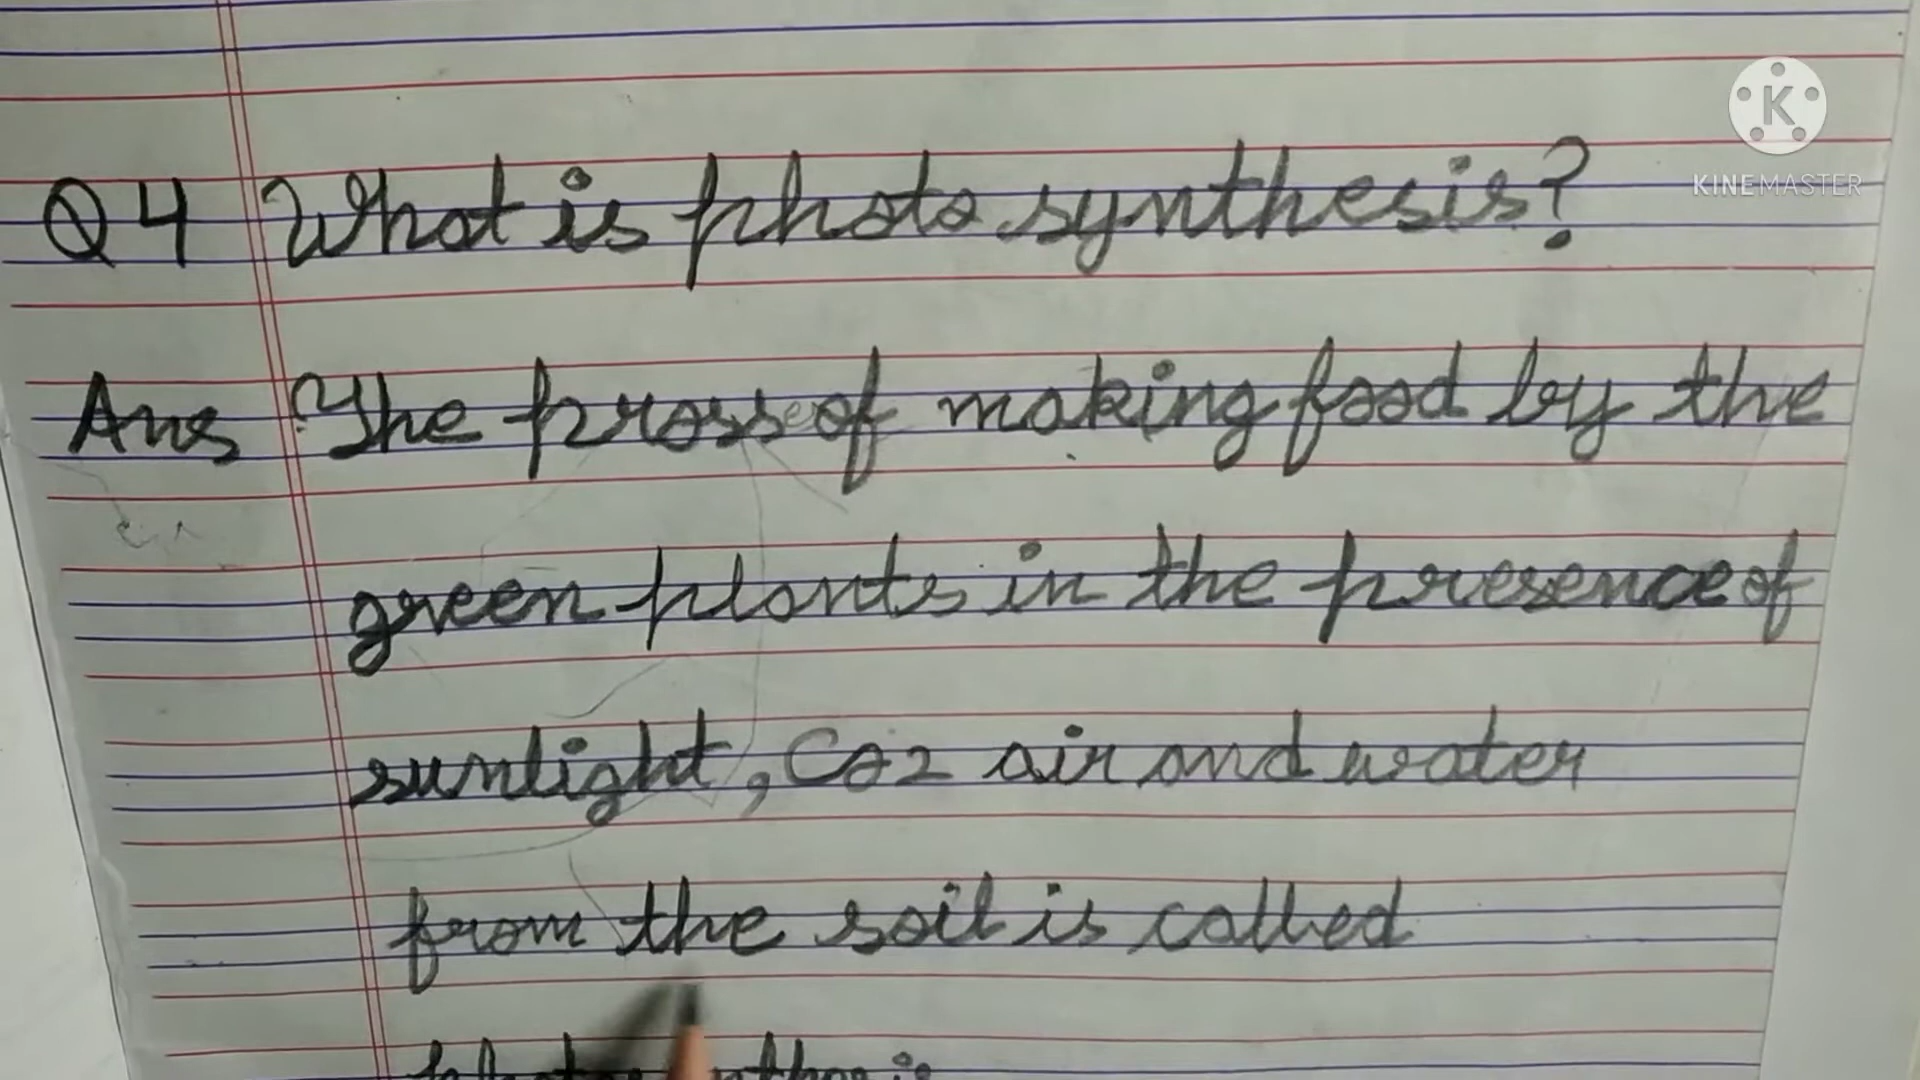 Q4 What is photo synthesis?
K
KINEMASTER
Ans The pross of making food by the
green plants in the presence of
sunlight, CO2 air and water
from the soil is called